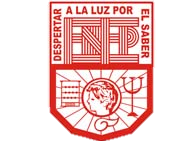 DESPERTAR A LA LUZ POR EL SABER
ENP